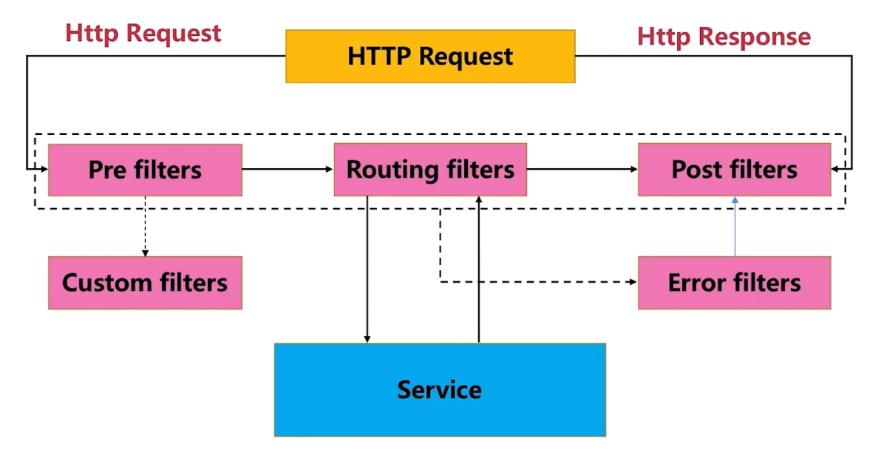 Http Request
HTTP Request
Http Response
Pre filters
Routing filters
Post filters
Custom filters
Error filters
Service